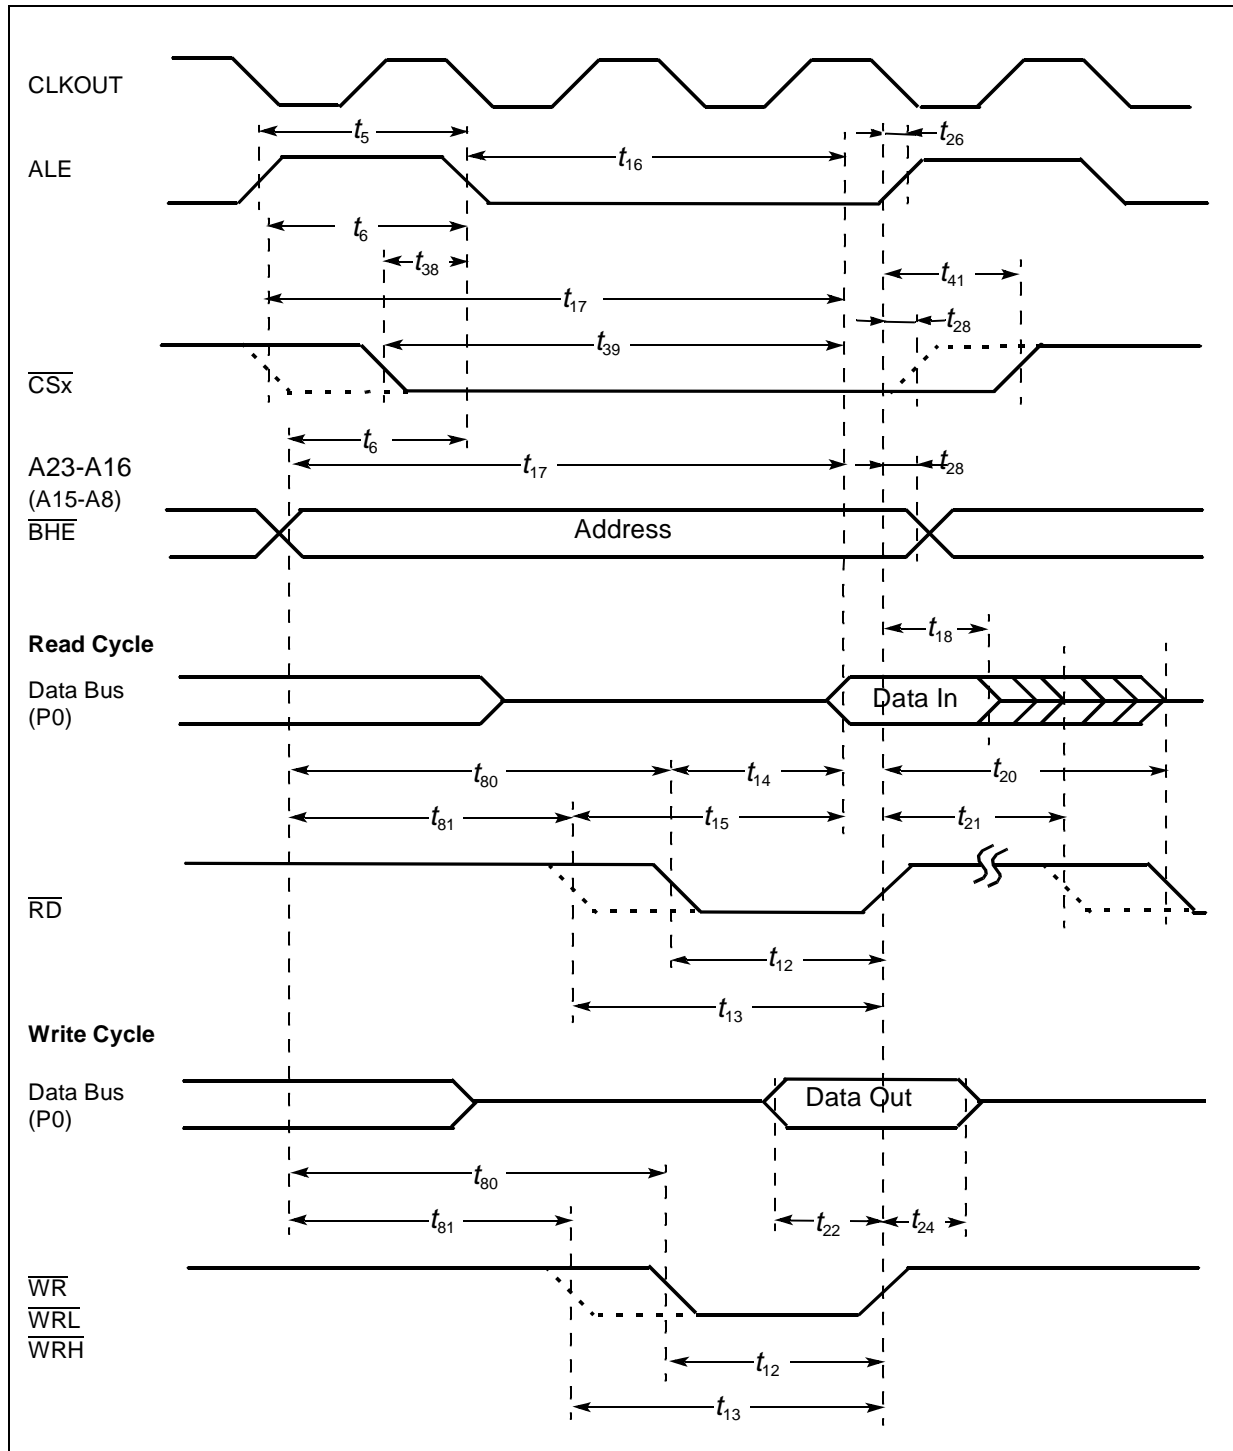 CLKOUT
t5
t26
ALE
t16
t6
t38
t41
t17
t28
t39
CSx
t6
A23-A16
t17
t28
(A15-A8)
BHE
Address
t18
Read Cycle
Data Bus
(P0)
Data In
t80
t14
t20
t81
t15
t21
RD
t12
t13
Write Cycle
Data Bus
(P0)
Data Out
t80
t81
t22
t24
WR
WRL
WRH
t12
t13